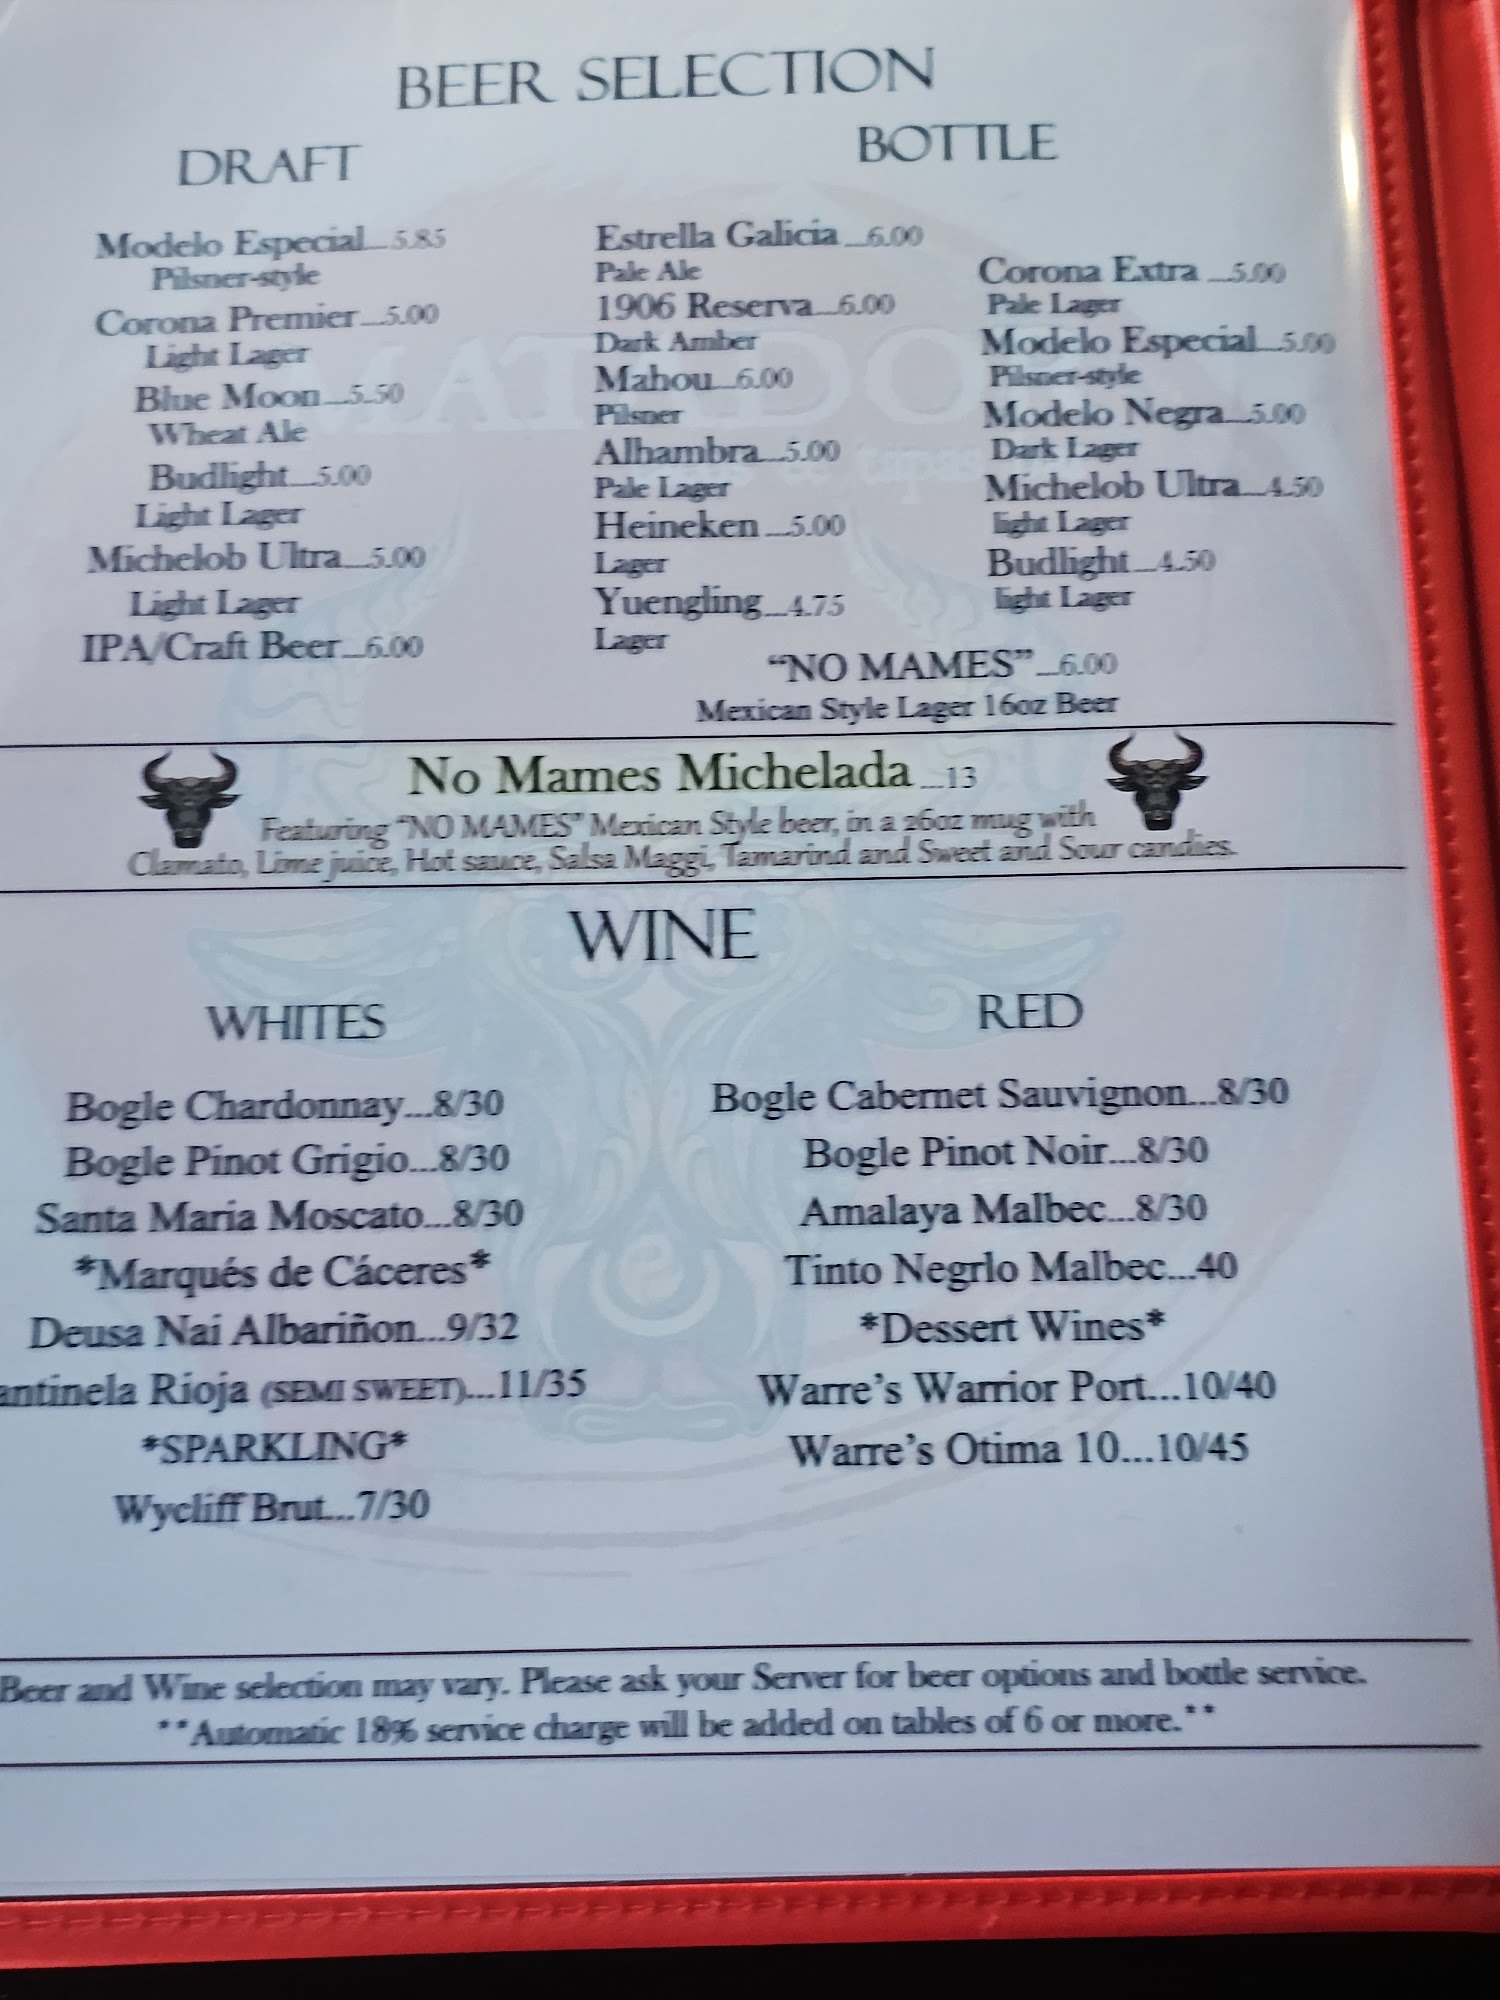 BEER SELECTION
DRAFT
Modelo Especial....5.85
Pilsner-style
Corona Premier....5.00
Light Lager
Blue Moon....5.50
Wheat Ale
Budlight....5.00
Light Lager
Michelob Ultra....5.00
Light Lager
IPA/Craft Beer....6.00
BOTTLE
Estrella Galicia....6.00
Pale Ale
1906 Reserva....6.00
Dark Amber
Mahou....6.00
Pilsner
Alhambra....5.00
Pale Lager
Heineken....5.00
Lager
Yuengling....4.75
Lager
Corona Extra ....5.00
Pale Lager
Modelo Especial....5.00
Pilsner-style
Modelo Negra....5.00
Dark Lager
Michelob Ultra....4.50
light Lager
Budlight....4.50
light Lager
“NO MAMES”....6.00
Mexican Style Lager 16oz Beer
No Mames Michelada ....13
Featuring “NO MAMES” Mexican Style beer, in a 26oz mug with
Clamato, Lime juice, Hot sauce, Salsa Maggi, Tamarind and Sweet and Sour candies.
WINE
WHITES
Bogle Chardonnay...8/30
Bogle Pinot Grigio...8/30
Santa Maria Moscato...8/30
*Marqués de Cáceres*
Deusa Nai Albariñon...9/32
antinela Rioja (SEMI SWEET)...11/35
*SPARKLING*
Wycliff Brut...7/30
RED
Bogle Cabernet Sauvignon...8/30
Bogle Pinot Noir...8/30
Amalaya Malbec...8/30
Tinto Negrlo Malbec...40
*Dessert Wines*
Warre’s Warrior Port...10/40
Warre’s Otima 10...10/45
Beer and Wine selection may vary. Please ask your Server for beer options and bottle service.
**Automatic 18% service charge will be added on tables of 6 or more.**